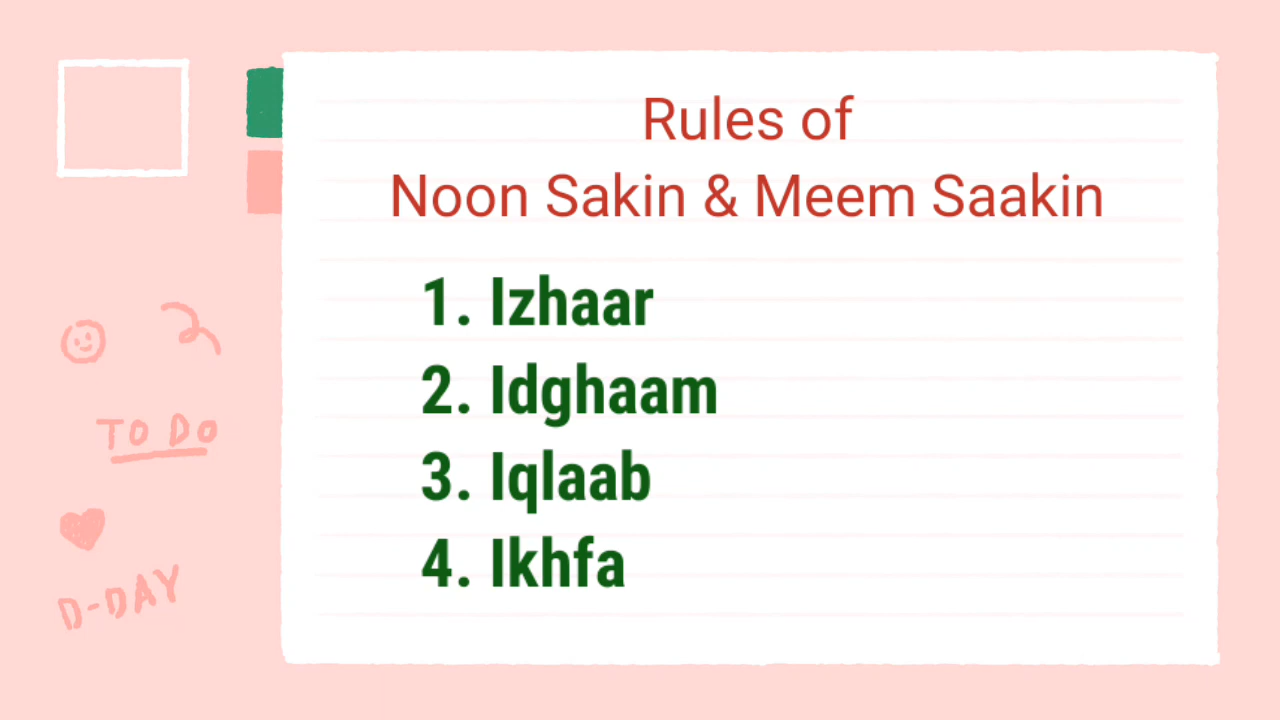 Rules of
Noon Sakin & Meem Saakin
1. Izhaar
2. Idghaam
3. Iqlaab
4. Ikhfa
TO DO
D-DAY